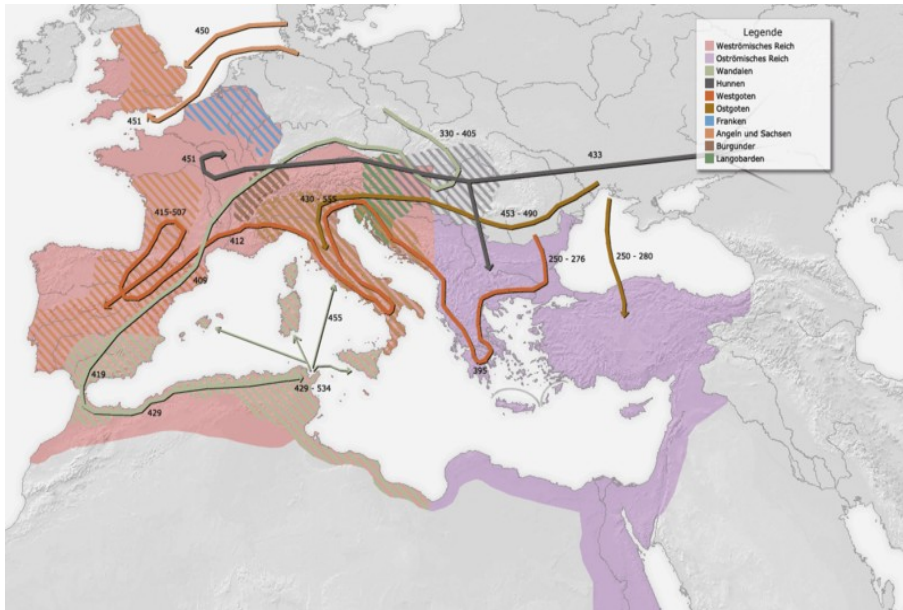 Legende
Weströmisches Reich
Oströmisches Reich
Wandalen
Hunnen
Westgoten
Ostgoten
Franken
Angeln und Sachsen
Burgunder
Langobarden
450
451
330 - 405
433
451
415-507
430 - 555
453 - 490
412
250 - 276
250 - 280
409
455
395
419
429 - 534
429